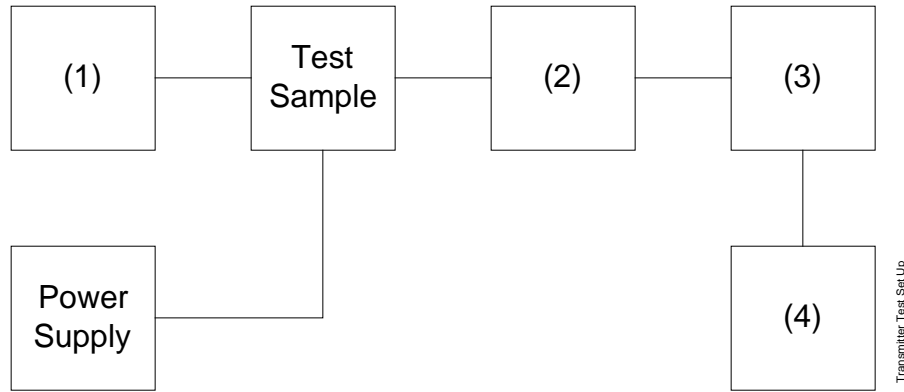 (1)
Test
Sample
(2)
(3)
Power
Supply
(4)
Transmitter Test Set Up